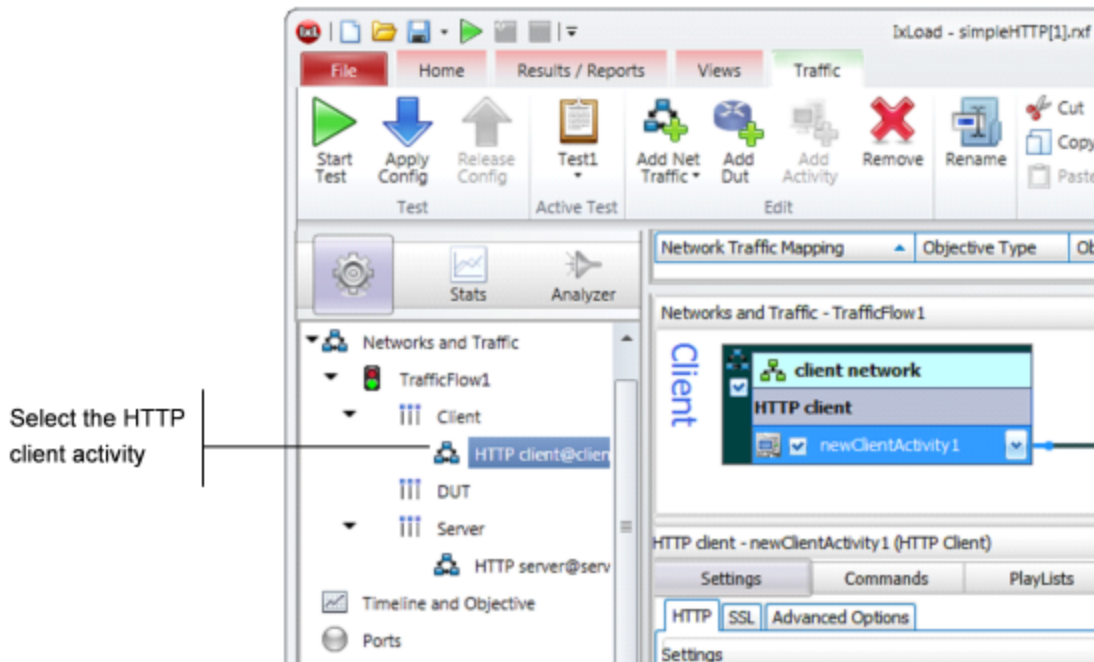 IxLoad - simpleHTTP[1].rxf
File Home Results / Reports Views Traffic
Start Test
Apply Config
Release Config
Test1
Add Net Traffic
Add Dut
Add Activity
Remove
Rename
Cut
Copy
Paste
Test
Active Test
Edit
Stats
Analyzer
Network Traffic Mapping
Objective Type
Networks and Traffic - TrafficFlow1
Client
client network
HTTP client
newClientActivity1
Networks and Traffic
TrafficFlow1
Client
HTTP client@clien
DUT
Server
HTTP server@serv
Timeline and Objective
Ports
Select the HTTP
client activity
HTTP client - newClientActivity1 (HTTP Client)
Settings Commands PlayLists
HTTP SSL Advanced Options
Settings